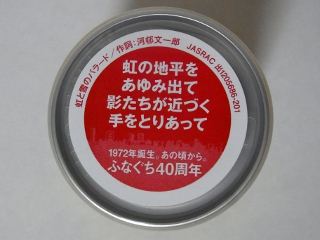 虹と雪のバラード／作詞：河邨文一郎 JASRAC 出1205686-201
虹の地平を
あゆみ出て
影たちが近づく
手をとりあって
1972年誕生。あの頃から。
ふなぐち40周年